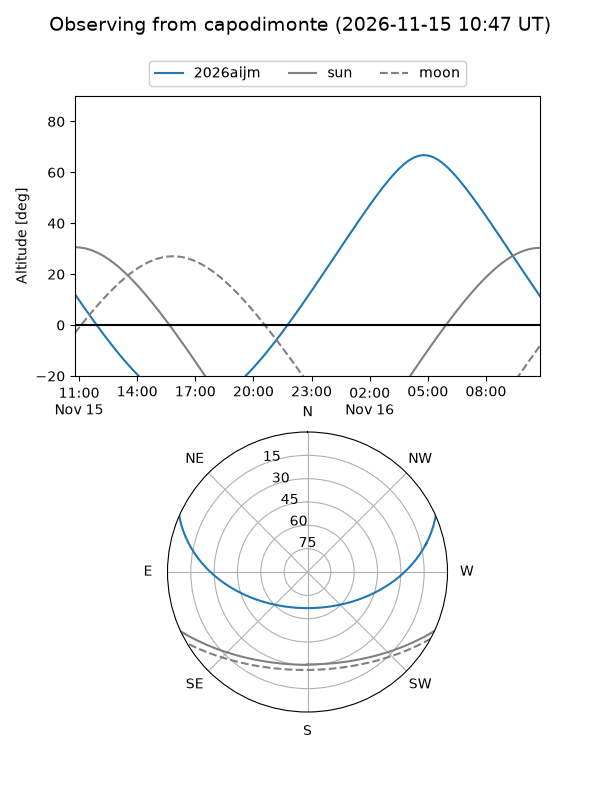 Observing from capodimonte (2026-11-15 10:47 UT)
2026aijm
sun
moon
Altitude [deg]
80
60
40
20
0
−20
11:00 14:00 17:00 20:00 23:00 02:00 05:00 08:00
Nov 15
Nov 16
N
NE
NW
15
30
45
60
75
E
W
SE
SW
S